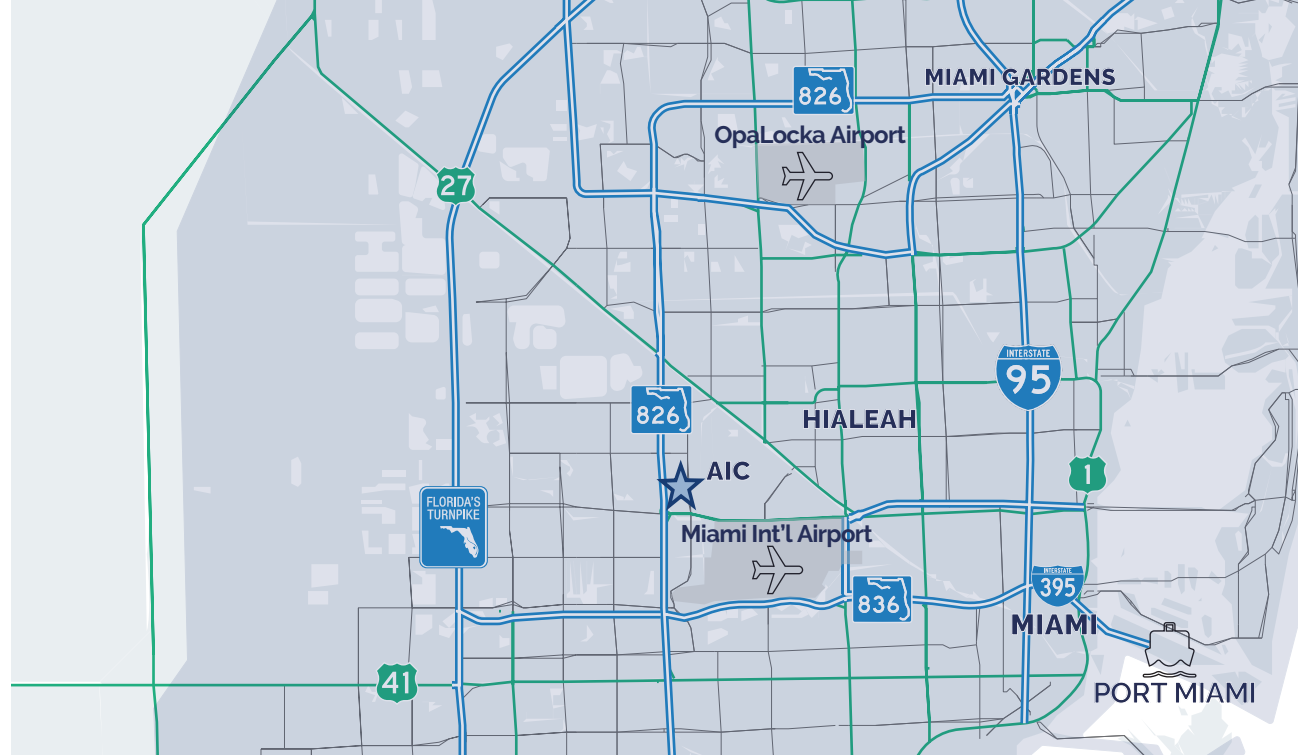 MIAMI GARDENS
826
OpaLocka Airport
27
INTERSTATE
95
826
HIALEAH
AIC
1
FLORIDA'S
TURNPIKE
Miami Int'l Airport
INTERSTATE
395
836
MIAMI
41
PORT MIAMI